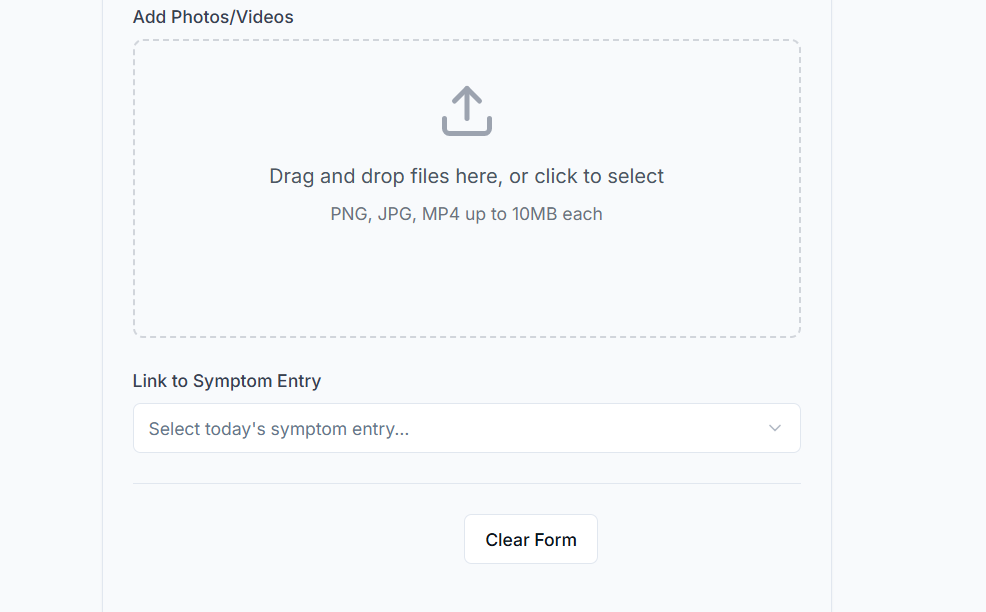 Add Photos/Videos
Drag and drop files here, or click to select
PNG, JPG, MP4 up to 10MB each
Link to Symptom Entry
Select today's symptom entry...
Clear Form